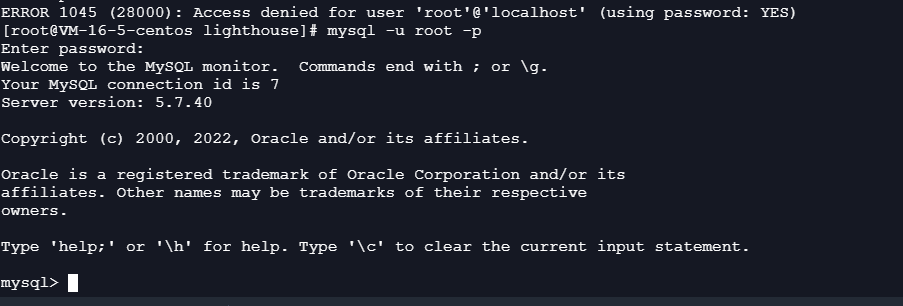 ERROR 1045 (28000): Access denied for user 'root'@'localhost' (using password: YES)
[root@VM-16-5-centos lighthouse]# mysql -u root -p
Enter password:
Welcome to the MySQL monitor.  Commands end with ; or \g.
Your MySQL connection id is 7
Server version: 5.7.40
Copyright (c) 2000, 2022, Oracle and/or its affiliates.
Oracle is a registered trademark of Oracle Corporation and/or its
affiliates. Other names may be trademarks of their respective
owners.
Type 'help;' or '\h' for help. Type '\c' to clear the current input statement.
mysql>